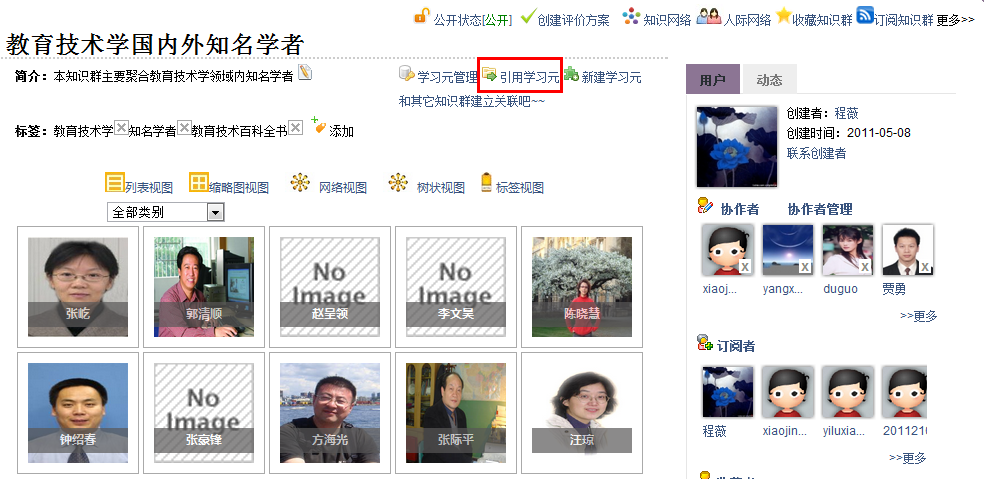 公开状态[公开] 创建评价方案 知识网络 人际网络 收藏知识群 订阅知识群 更多>>
教育技术学国内外知名学者
简介：本知识群主要聚合教育技术学领域内知名学者
学习元管理 引用学习元 新建学习元
和其它知识群建立关联吧~~
标签：教育技术学 知名学者 教育技术百科全书 添加
列表视图 缩略图视图 网络视图 树状视图 标签视图
全部类别
No Image No Image
张屹 郭清顺 赵呈领 李文昊 陈晓慧
No Image
钟绍春 张豪锋 方海光 张际平 汪琼
用户 动态
创建者：程薇
创建时间：2011-05-08
联系创建者
协作者 协作者管理
xiaoj... yangx... duguo 贾勇
>>更多
订阅者
程薇 xiaojin... yiluxia... 2011210
>>更多